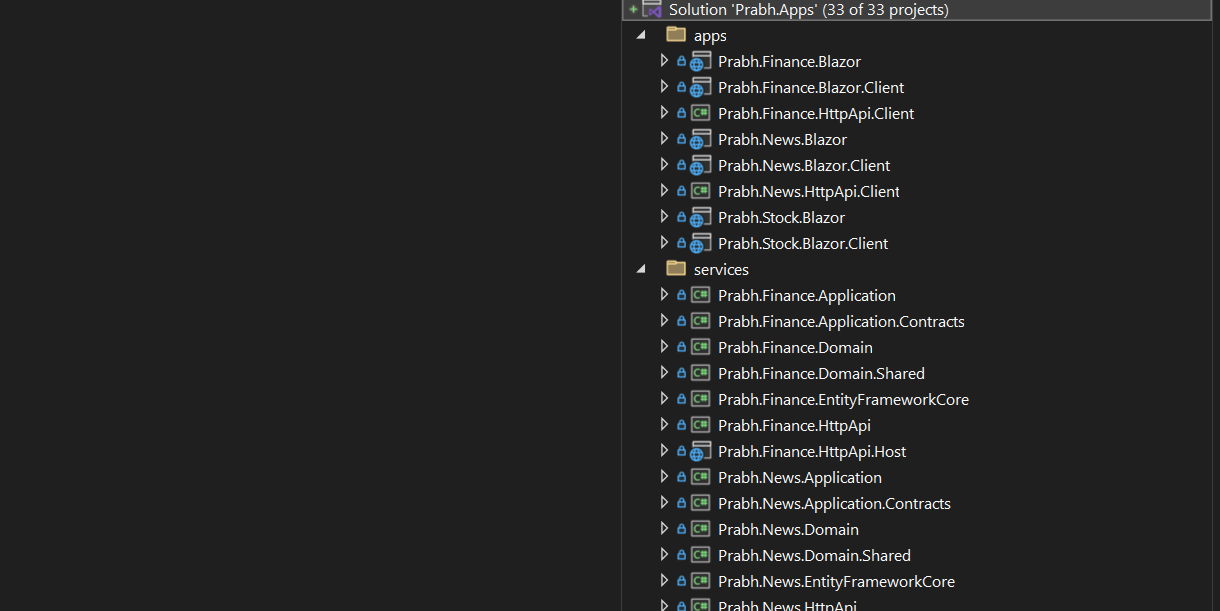 Solution 'Prabh.Apps' (33 of 33 projects)
apps
Prabh.Finance.Blazor
Prabh.Finance.Blazor.Client
Prabh.Finance.HttpApi.Client
Prabh.News.Blazor
Prabh.News.Blazor.Client
Prabh.News.HttpApi.Client
Prabh.Stock.Blazor
Prabh.Stock.Blazor.Client
services
Prabh.Finance.Application
Prabh.Finance.Application.Contracts
Prabh.Finance.Domain
Prabh.Finance.Domain.Shared
Prabh.Finance.EntityFrameworkCore
Prabh.Finance.HttpApi
Prabh.Finance.HttpApi.Host
Prabh.News.Application
Prabh.News.Application.Contracts
Prabh.News.Domain
Prabh.News.Domain.Shared
Prabh.News.EntityFrameworkCore
Prabh.News.HttpApi